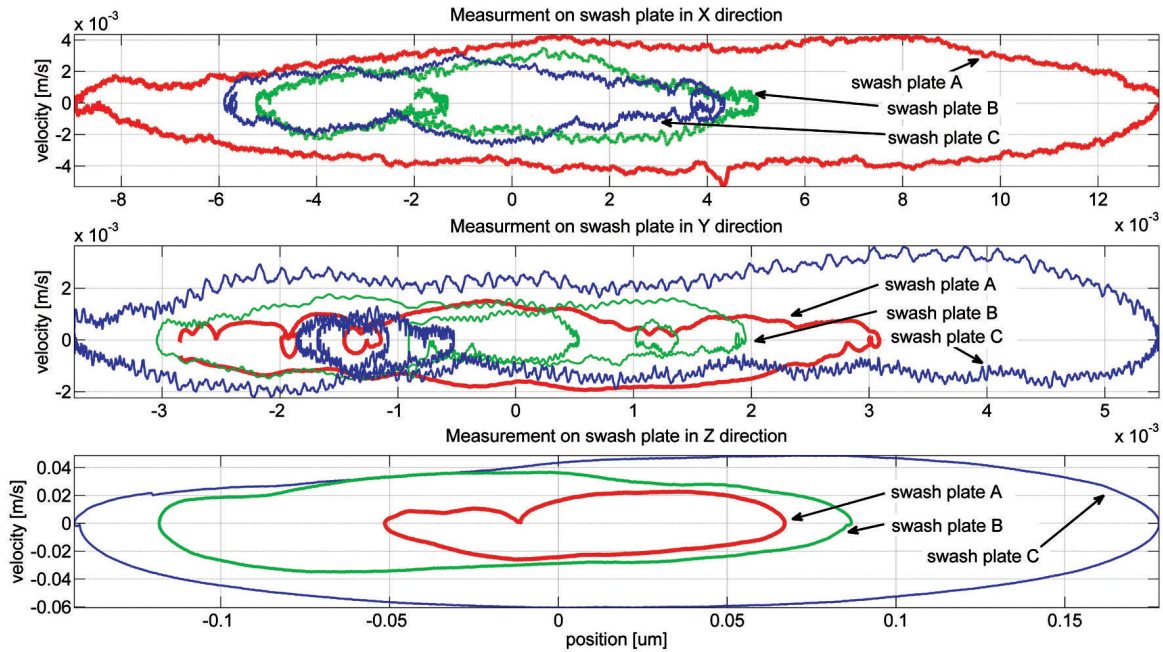 x 10⁻³
Measurment on swash plate in X direction
velocity [m/s]
4
2
0
-2
-4
swash plate A
swash plate B
swash plate C
-8 -6 -4 -2 0 2 4 6 8 10 12
x 10⁻³
x 10⁻³
Measurment on swash plate in Y direction
velocity [m/s]
2
0
-2
swash plate A
swash plate B
swash plate C
-3 -2 -1 0 1 2 3 4 5
x 10⁻³
Measurement on swash plate in Z direction
velocity [m/s]
0.04
0.02
0
-0.02
-0.04
-0.06
swash plate A
swash plate B
swash plate C
-0.1 -0.05 0 0.05 0.1 0.15
position [um]